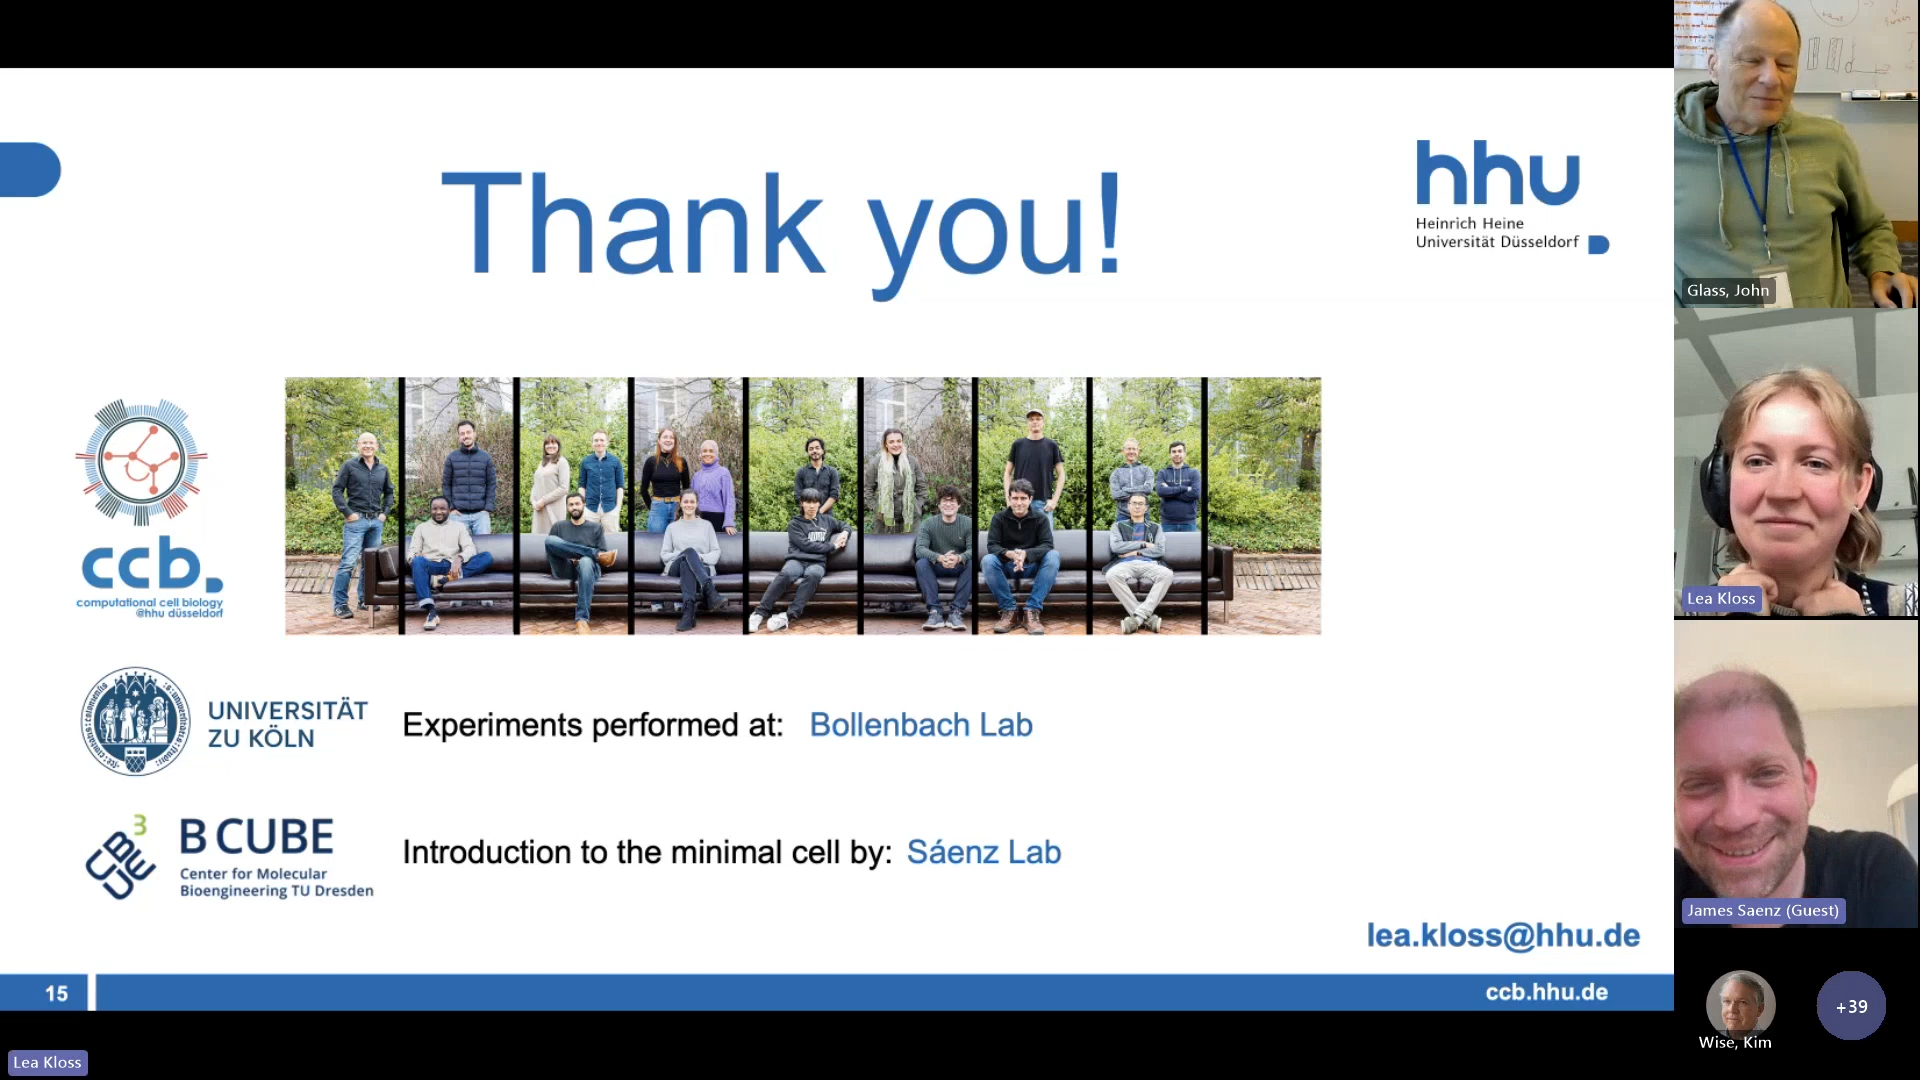 Thank you!
hhu
Heinrich Heine
Universität Düsseldorf
ccb.
computational cell biology
@hhu düsseldorf
UNIVERSITÄT
ZU KÖLN
Experiments performed at: Bollenbach Lab
B CUBE
3
B CUBE
Center for Molecular
Bioengineering TU Dresden
Introduction to the minimal cell by: Sáenz Lab
lea.kloss@hhu.de
15
ccb.hhu.de
Lea Kloss
Glass, John
Lea Kloss
James Saenz (Guest)
Wise, Kim
+39